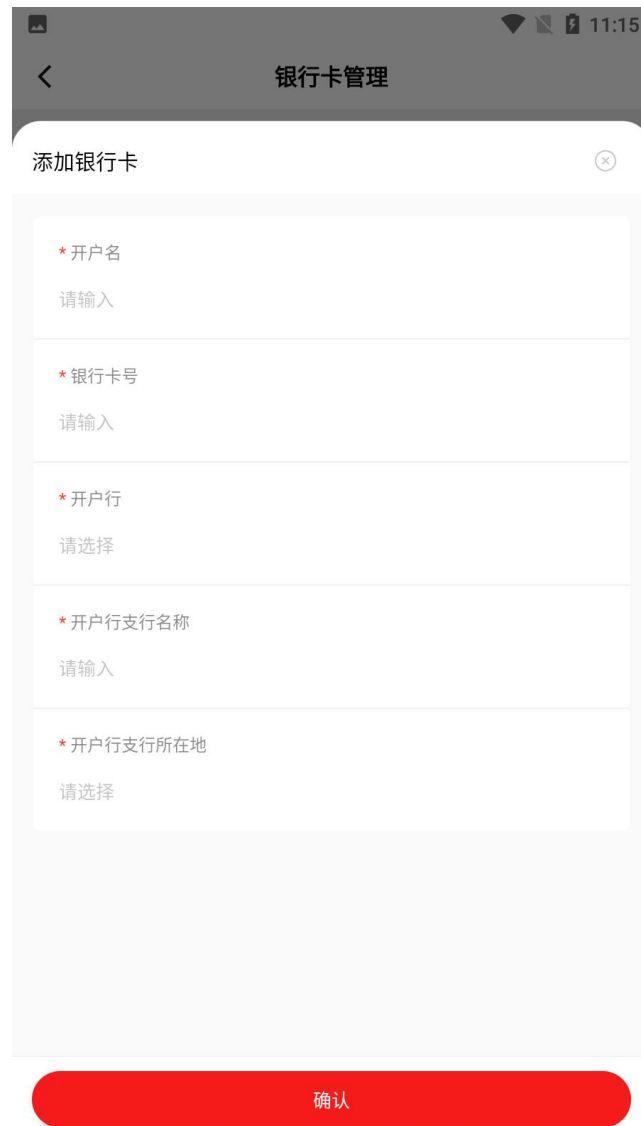 11:15
银行卡管理
添加银行卡
* 开户名
请输入
* 银行卡号
请输入
* 开户行
请选择
* 开户行支行名称
请输入
* 开户行支行所在地
请选择
确认